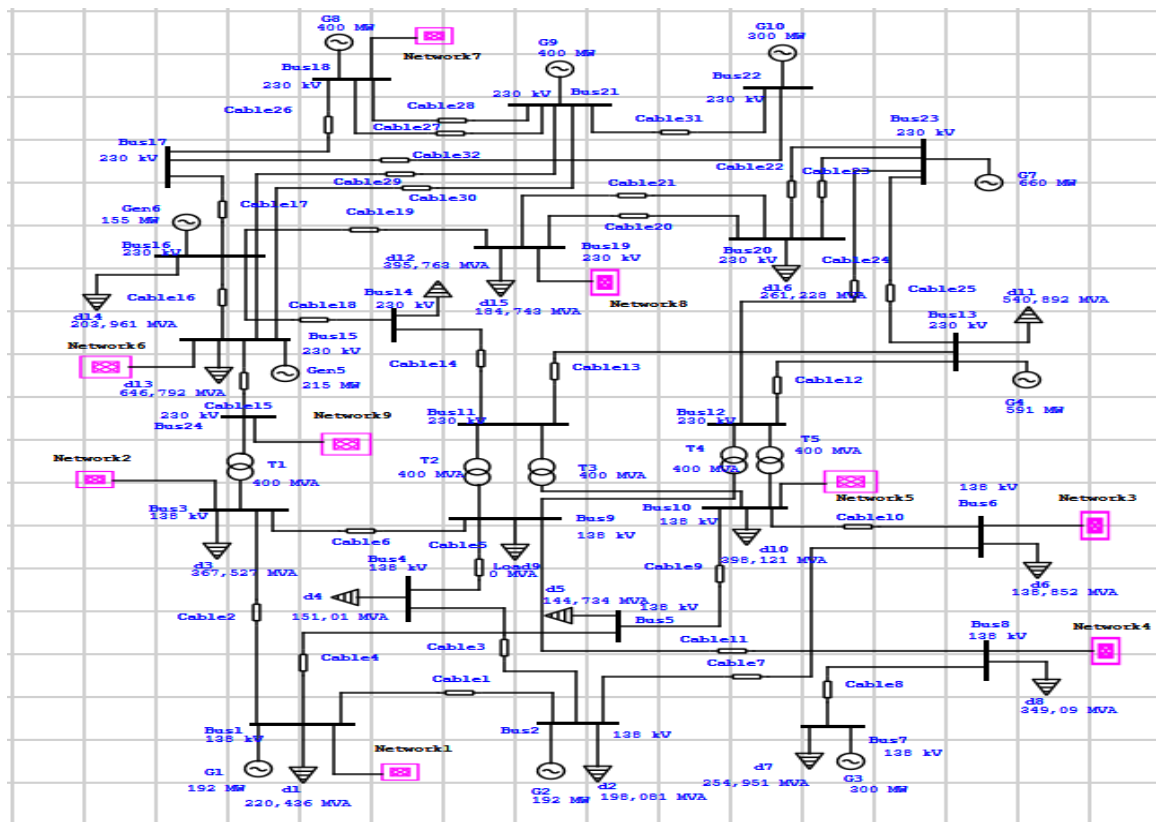 G8
400 MW
Network7
G9
400 MW
G10
300 MW
Bus18
230 kV
Cable26
Cable28
Cable27
230 kV
Bus21
Cable31
Bus22
230 kV
Bus23
230 kV
Bus17
230 kV
Cable32
Cable29
Cable30
Cable22
Cable23
G7
660 MW
Cable17
Gen6
155 MW
Cable19
Cable21
Cable20
Bus16
230 kV
d12
395,763 MVA
Bus19
230 kV
Bus20
230 kV
Cable24
d14
203,961 MVA
Cable16
Cable18
Bus14
230 kV
d15
184,743 MVA
Network8
d16
261,228 MVA
Cable25
d11
540,892 MVA
Network6
Bus15
230 kV
Bus13
230 kV
d13
646,792 MVA
Gen5
215 MW
Cable14
Cable13
Cable12
G4
591 MW
Cable15
230 kV
Bus24
Network9
Bus11
230 kV
Bus12
230 kV
Network2
T1
400 MVA
T2
400 MVA
T3
400 MVA
T4
400 MVA
T5
400 MVA
Network5
138 kV
Bus6
Network3
Bus3
138 kV
Cable6
Cable5
Bus9
138 kV
Bus10
138 kV
Cable10
d3
367,527 MVA
Bus4
138 kV
Load9
0 MVA
d10
398,121 MVA
Cable9
d6
138,852 MVA
d4
151,01 MVA
d5
144,734 MVA
138 kV
Bus5
Cable2
Cable4
Cable3
Cable11
Cable7
Bus8
138 kV
Network4
Cable1
Cable8
d8
349,09 MVA
Bus1
138 kV
Network1
Bus2
138 kV
Bus7
138 kV
G1
192 MW
d1
220,436 MVA
G2
192 MW
d2
198,081 MVA
d7
254,951 MVA
G3
300 MW